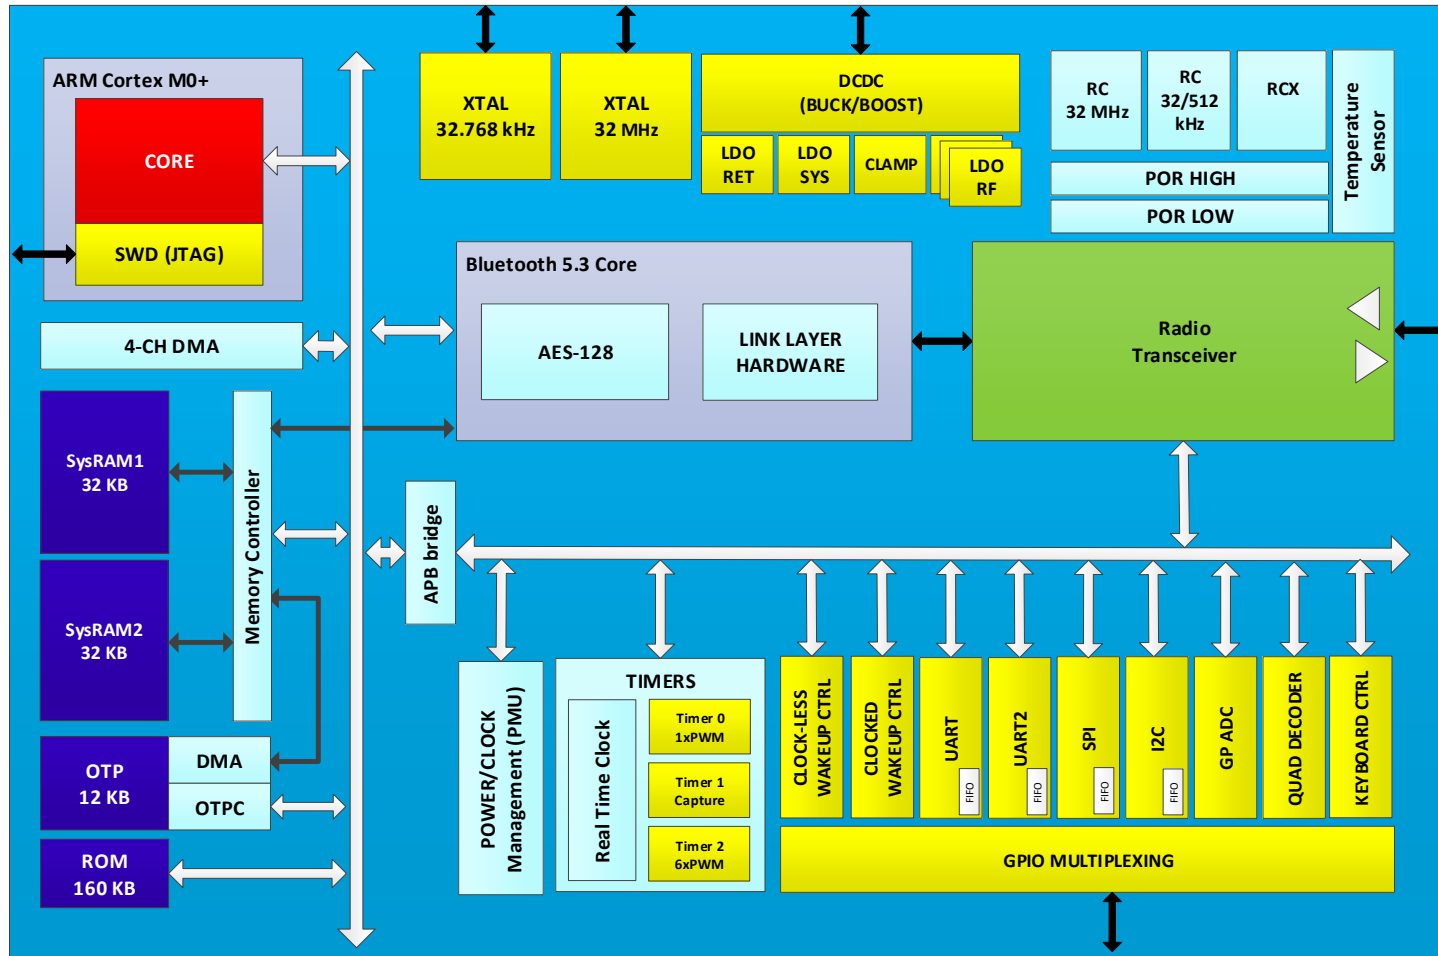 ARM Cortex M0+
CORE
SWD (JTAG)
4-CH DMA
SysRAM1
32 KB
SysRAM2
32 KB
Memory Controller
OTP
12 KB
DMA
OTPC
ROM
160 KB
XTAL
32.768 kHz
XTAL
32 MHz
DCDC
(BUCK/BOOST)
LDO
RET
LDO
SYS
CLAMP
LDO
RF
RC
32 MHz
RC
32/512
kHz
RCX
POR HIGH
POR LOW
Temperature
Sensor
Bluetooth 5.3 Core
AES-128
LINK LAYER
HARDWARE
Radio
Transceiver
APB bridge
POWER/CLOCK
Management (PMU)
TIMERS
Real Time Clock
Timer 0
1xPWM
Timer 1
Capture
Timer 2
6xPWM
CLOCK-LESS
WAKEUP CTRL
CLOCKED
WAKEUP CTRL
UART
FIFO
UART2
FIFO
SPI
FIFO
I2C
FIFO
GP ADC
QUAD DECODER
KEYBOARD CTRL
GPIO MULTIPLEXING